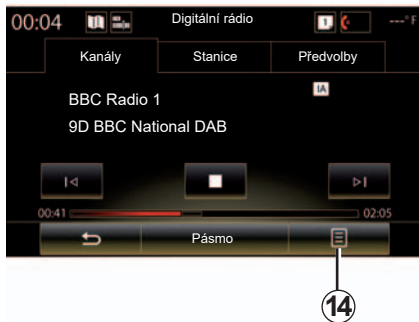 00:04
Digitální rádio
1
---°F
Kanály Stanice Předvolby
IA
BBC Radio 1
9D BBC National DAB
00:41 02:05
Pásmo
14